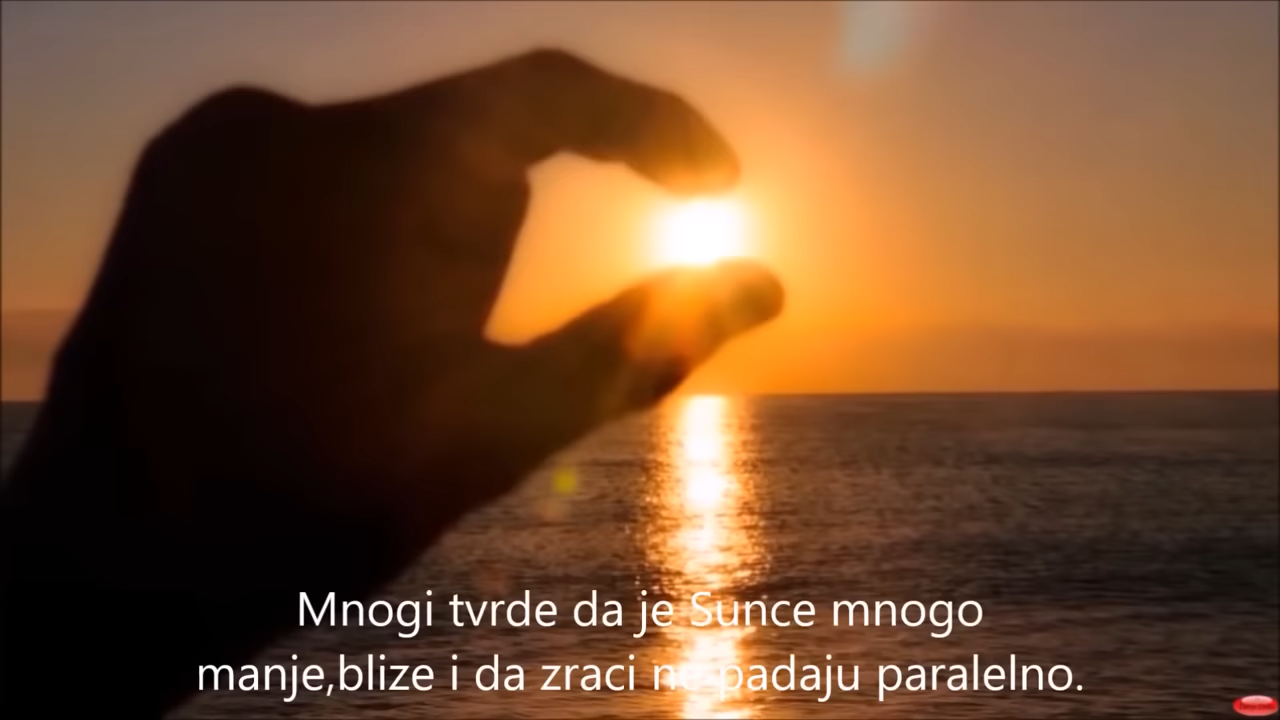 Mnogi tvrde da je Sunce mnogo
manje,blize i da zraci ne padaju paralelno.